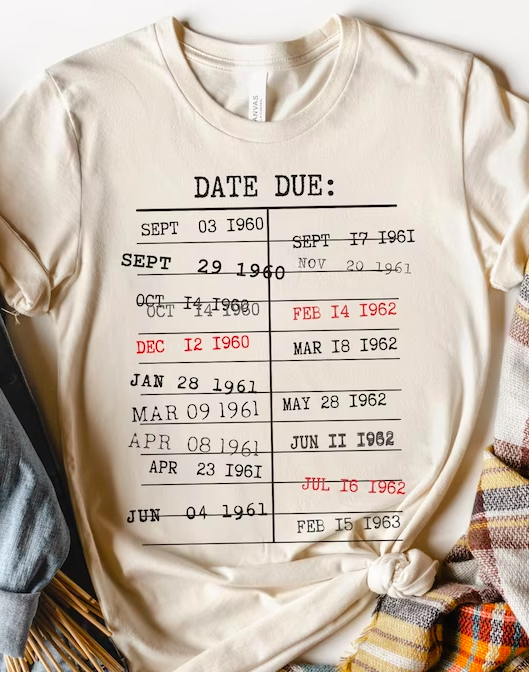 CANVAS
DATE DUE:
SEPT 03 1960
SEPT 29 1960
OCT 14 1960
OCT 14 1960
DEC 12 1960
JAN 28 1961
MAR 09 1961
APR 08 1961
APR 23 1961
JUN 04 1961
SEPT 17 1961
NOV 20 1961
FEB 14 1962
MAR 18 1962
MAY 28 1962
JUN 11 1962
JUL 16 1962
FEB 15 1963